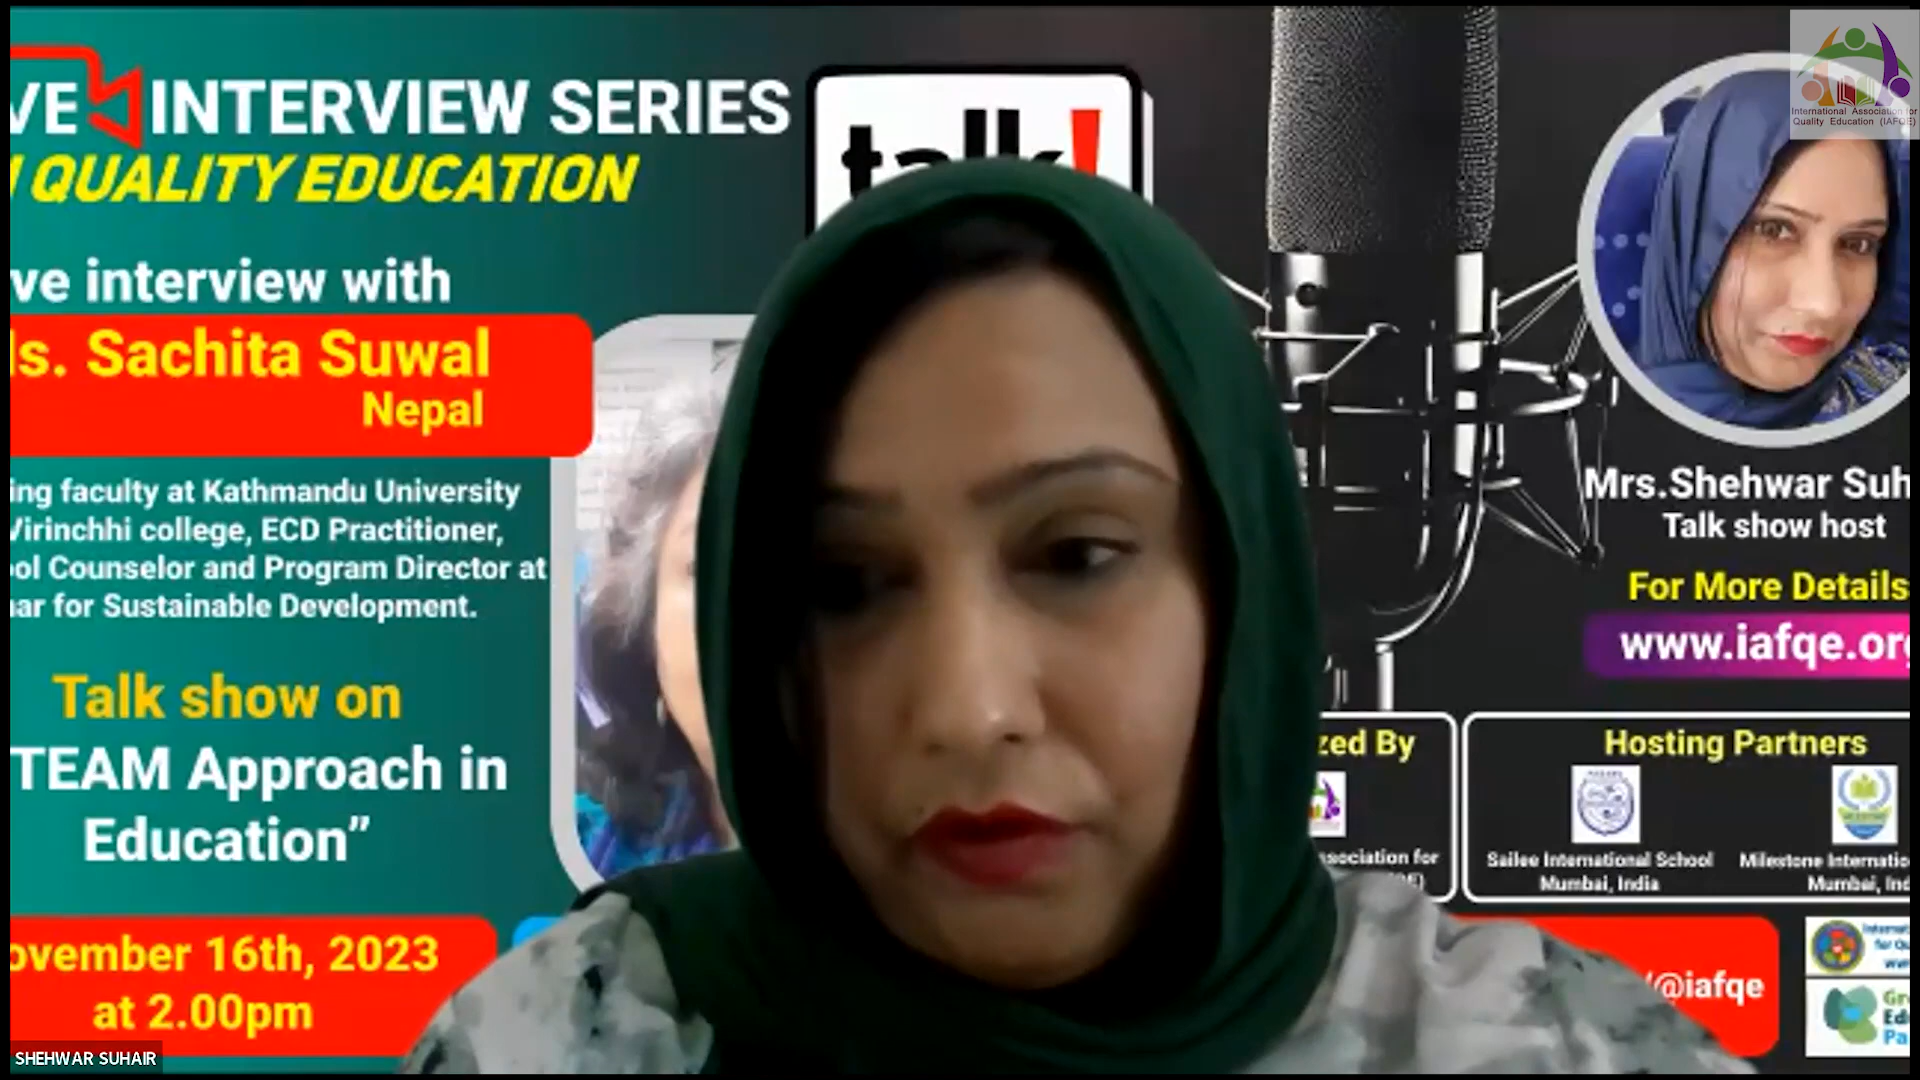 VE INTERVIEW SERIES
QUALITY EDUCATION
talk!
ve interview with
s. Sachita Suwal
Nepal
ing faculty at Kathmandu University
Virinchhi college, ECD Practitioner,
ol Counselor and Program Director at
ar for Sustainable Development.
Talk show on
TEAM Approach in
Education”
ovember 16th, 2023
at 2.00pm
SHEHWAR SUHAIR
International Association for
Quality Education (IAFQE)
Mrs.Shehwar Suh
Talk show host
For More Details
www.iafqe.org
zed By
ssociation for
Hosting Partners
Sailee International School
Mumbai, India
Milestone Internatio
Mumbai, Ind
/@iafqe